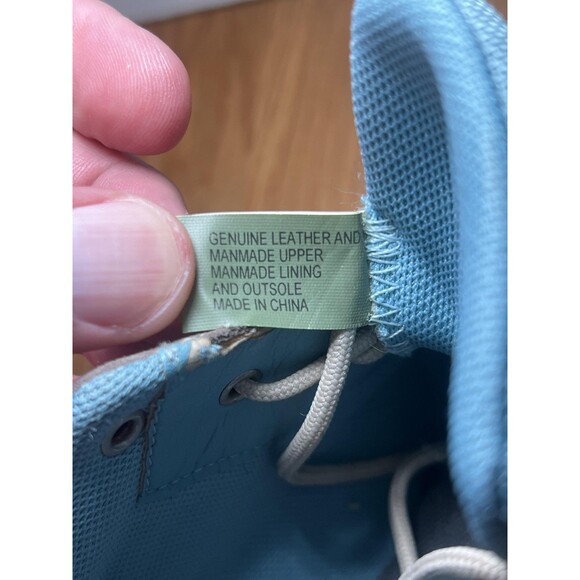 GENUINE LEATHER AND
MANMADE UPPER
MANMADE LINING
AND OUTSOLE
MADE IN CHINA